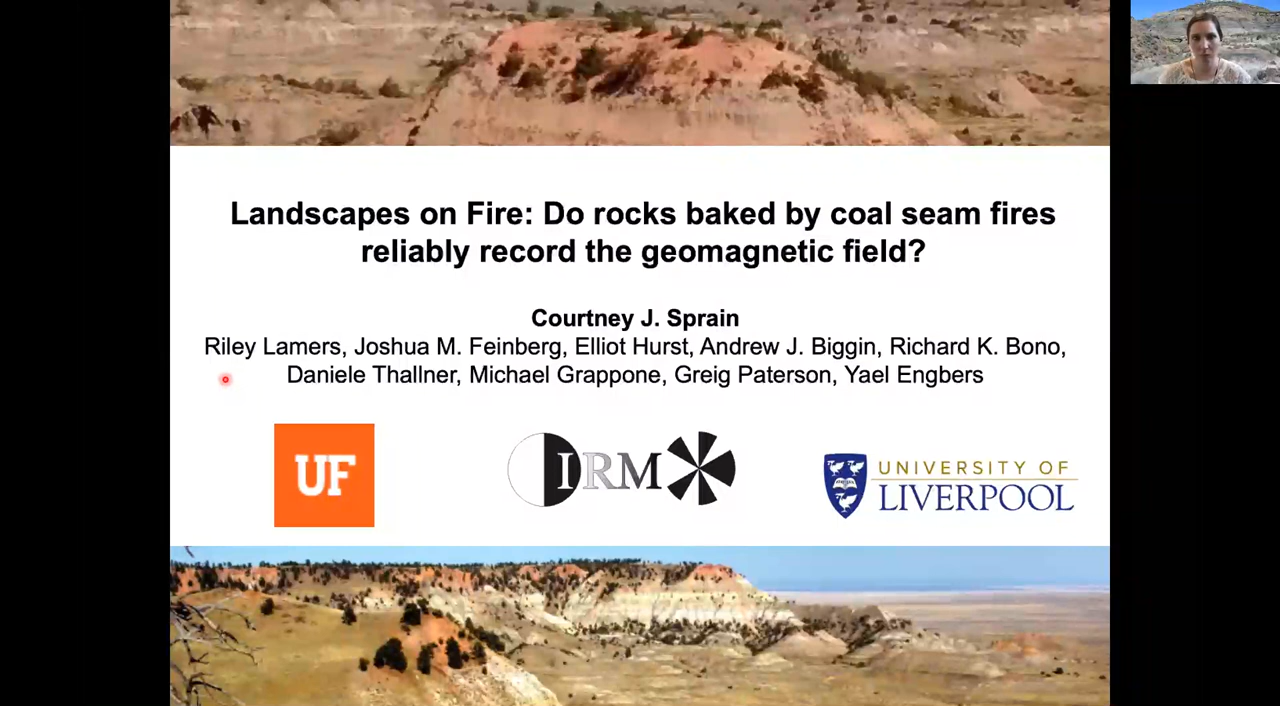 Landscapes on Fire: Do rocks baked by coal seam fires
reliably record the geomagnetic field?
Courtney J. Sprain
Riley Lamers, Joshua M. Feinberg, Elliot Hurst, Andrew J. Biggin, Richard K. Bono,
Daniele Thallner, Michael Grappone, Greig Paterson, Yael Engbers
UF
IRM
UNIVERSITY OF
LIVERPOOL